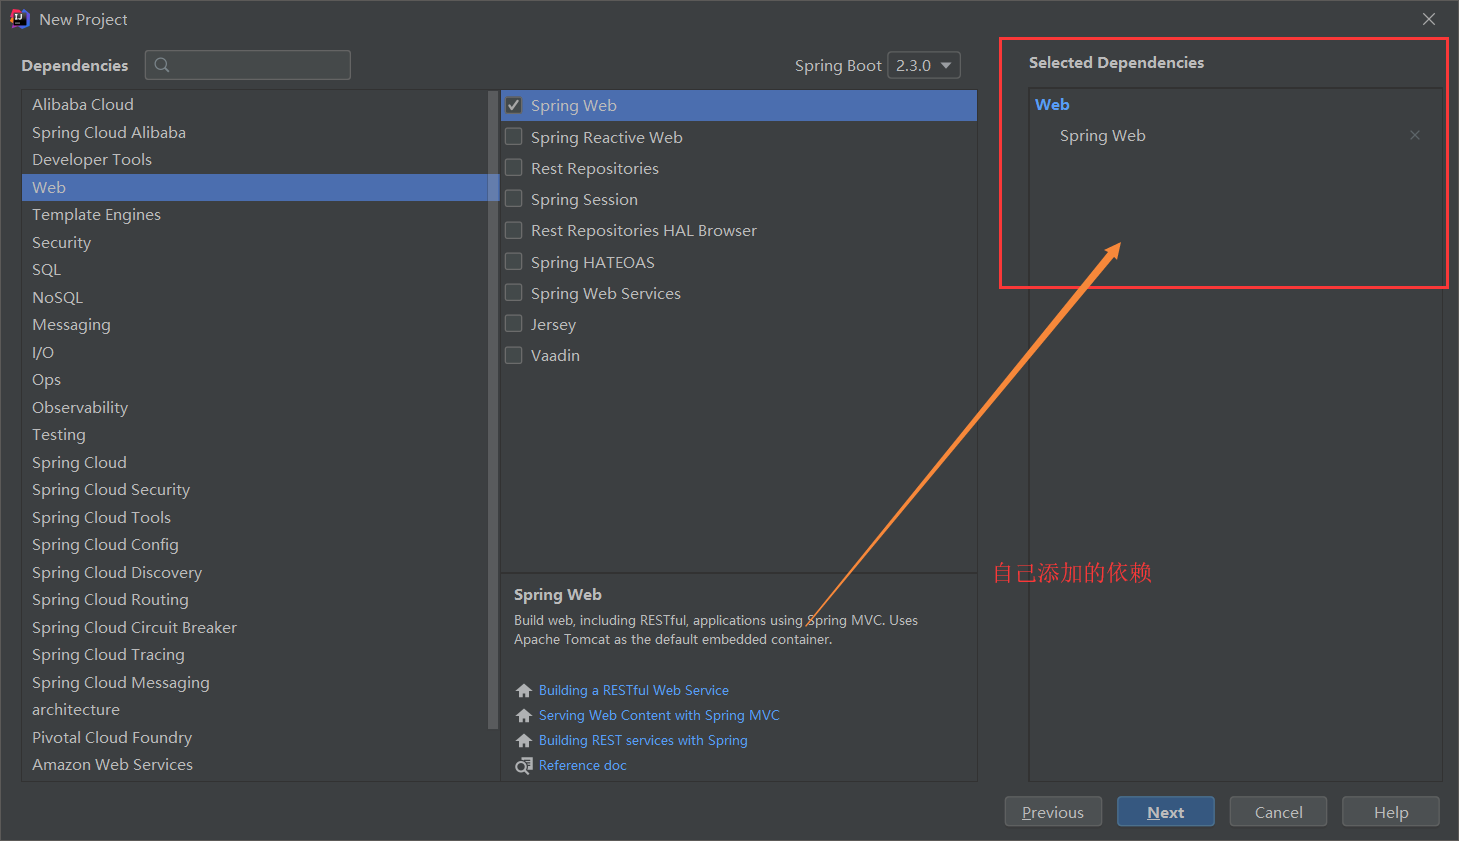 New Project
Dependencies
Spring Boot 2.3.0
Selected Dependencies
Alibaba Cloud
Spring Cloud Alibaba
Developer Tools
Web
Template Engines
Security
SQL
NoSQL
Messaging
I/O
Ops
Observability
Testing
Spring Cloud
Spring Cloud Security
Spring Cloud Tools
Spring Cloud Config
Spring Cloud Discovery
Spring Cloud Routing
Spring Cloud Circuit Breaker
Spring Cloud Tracing
Spring Cloud Messaging
architecture
Pivotal Cloud Foundry
Amazon Web Services
Spring Web
Spring Reactive Web
Rest Repositories
Spring Session
Rest Repositories HAL Browser
Spring HATEOAS
Spring Web Services
Jersey
Vaadin
Spring Web
Build web, including RESTful, applications using Spring MVC. Uses
Apache Tomcat as the default embedded container.
Building a RESTful Web Service
Serving Web Content with Spring MVC
Building REST services with Spring
Reference doc
Web
Spring Web
自己添加的依赖
Previous
Next
Cancel
Help